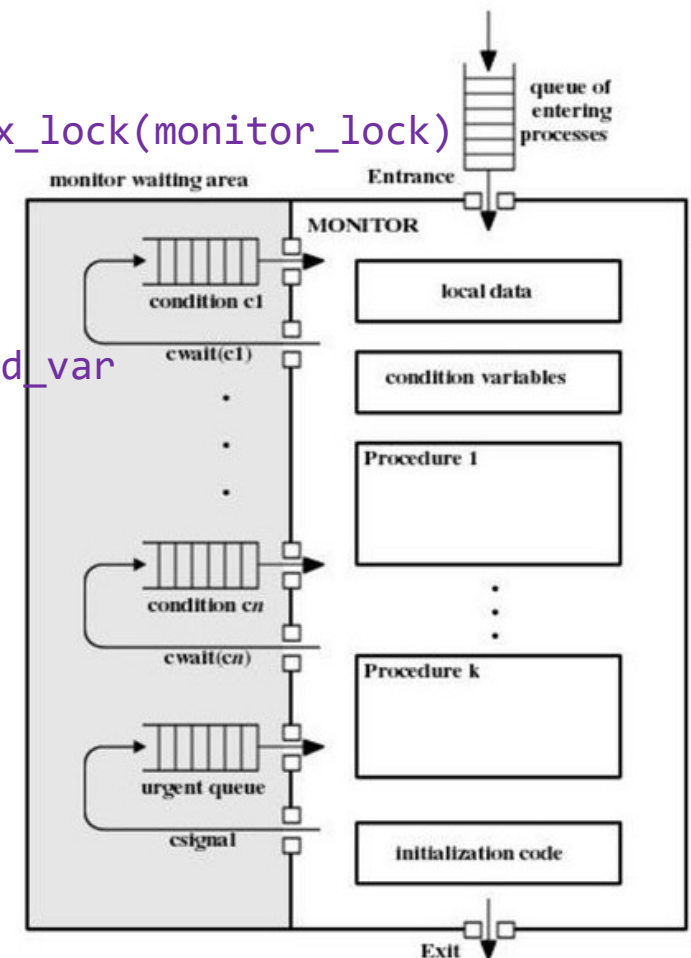 queue of
entering
processes
x_lock(monitor_lock)
monitor waiting area
Entrance
MONITOR
condition c1
local data
cwait(c1)
d_var
condition variables
Procedure 1
condition cn
cwait(cn)
Procedure k
urgent queue
csignal
initialization code
Exit